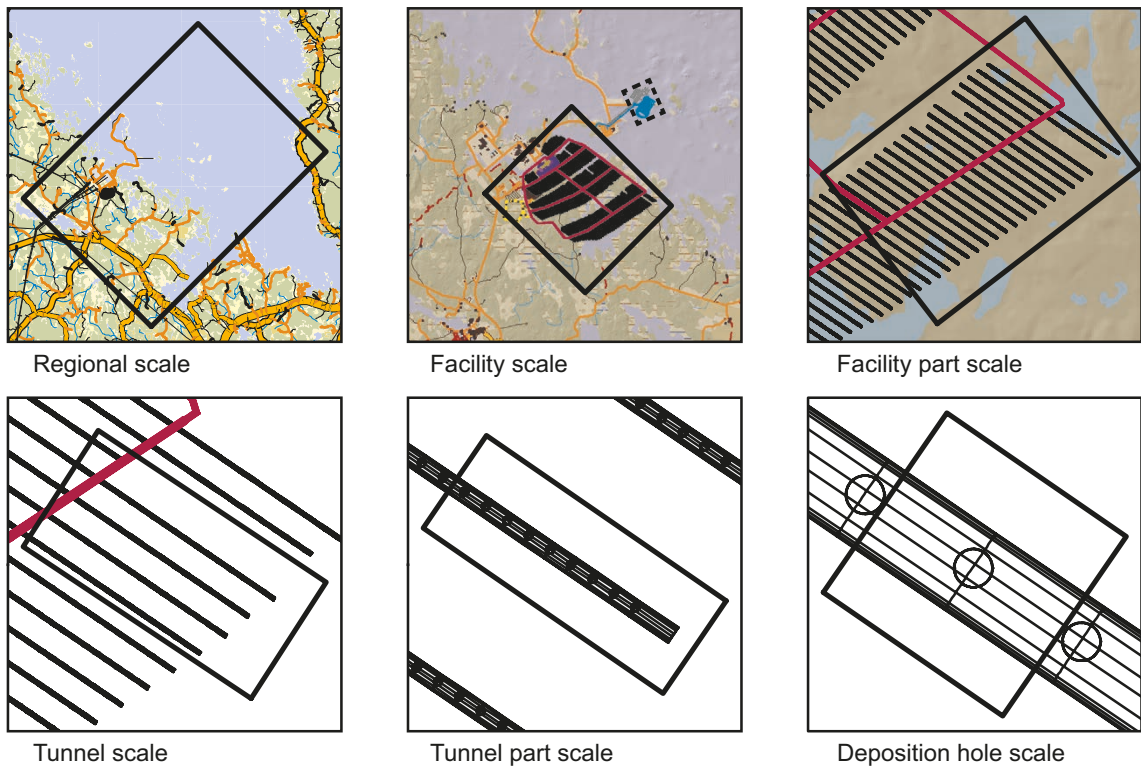 Regional scale
Facility scale
Facility part scale
Tunnel scale
Tunnel part scale
Deposition hole scale